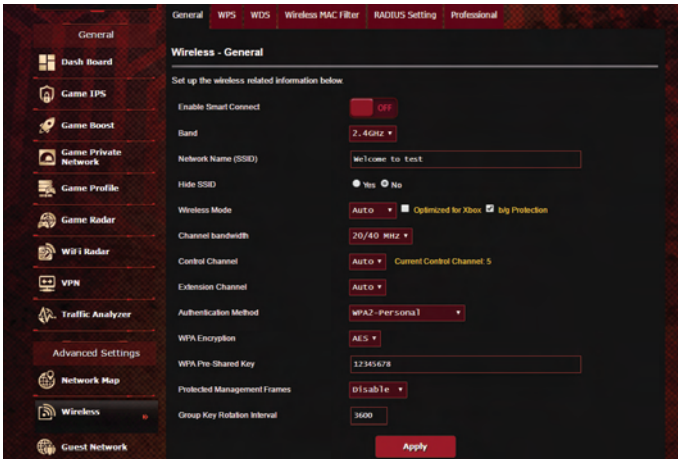 General WPS WDS Wireless MAC Filter RADIUS Setting Professional
General
Dash Board
Game IPS
Game Boost
Game Private
Network
Game Profile
Game Radar
WiFi Radar
VPN
Traffic Analyzer
Advanced Settings
Network Map
Wireless
Guest Network
Wireless - General
Set up the wireless related information below.
Enable Smart Connect OFF
Band 2.4GHz
Network Name (SSID) Welcome to test
Hide SSID Yes No
Wireless Mode Auto Optimized for Xbox b/g Protection
Channel bandwidth 20/40 MHz
Control Channel Auto Current Control Channel: 5
Extension Channel Auto
Authentication Method WPA2-Personal
WPA Encryption AES
WPA Pre-Shared Key 12345678
Protected Management Frames Disable
Group Key Rotation Interval 3600
Apply